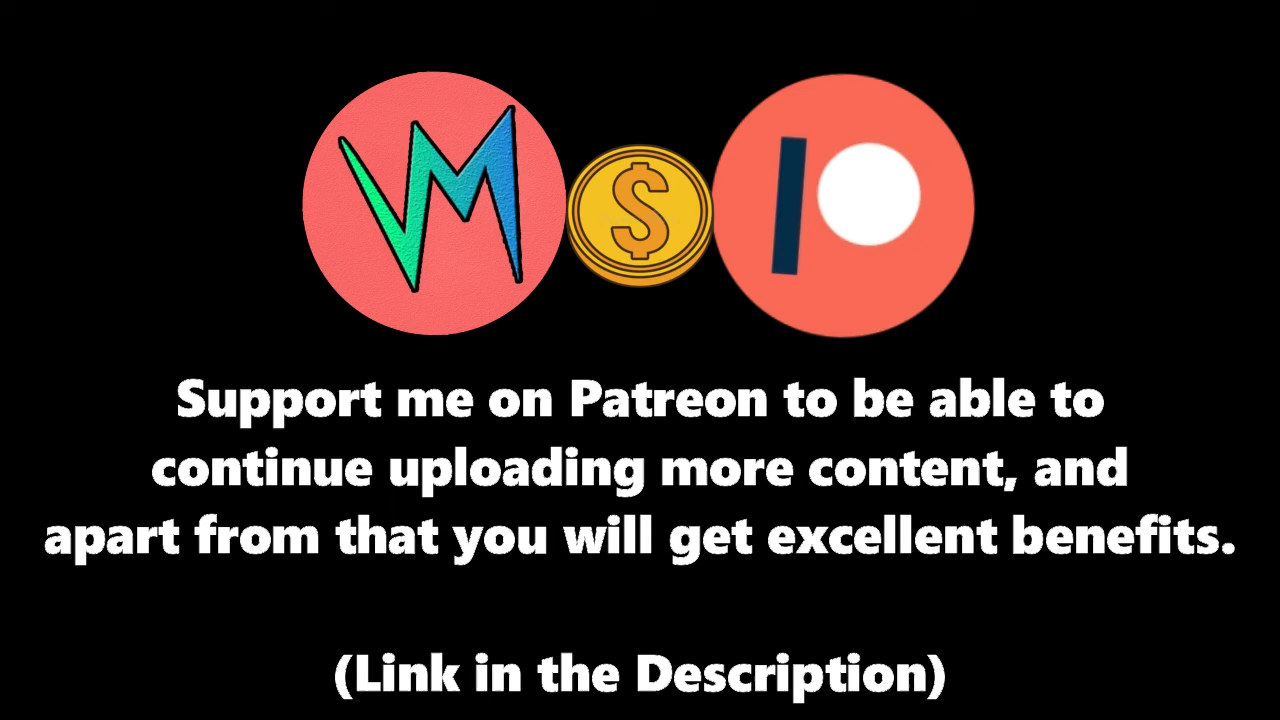 VM
$
Support me on Patreon to be able to
continue uploading more content, and
apart from that you will get excellent benefits.
(Link in the Description)